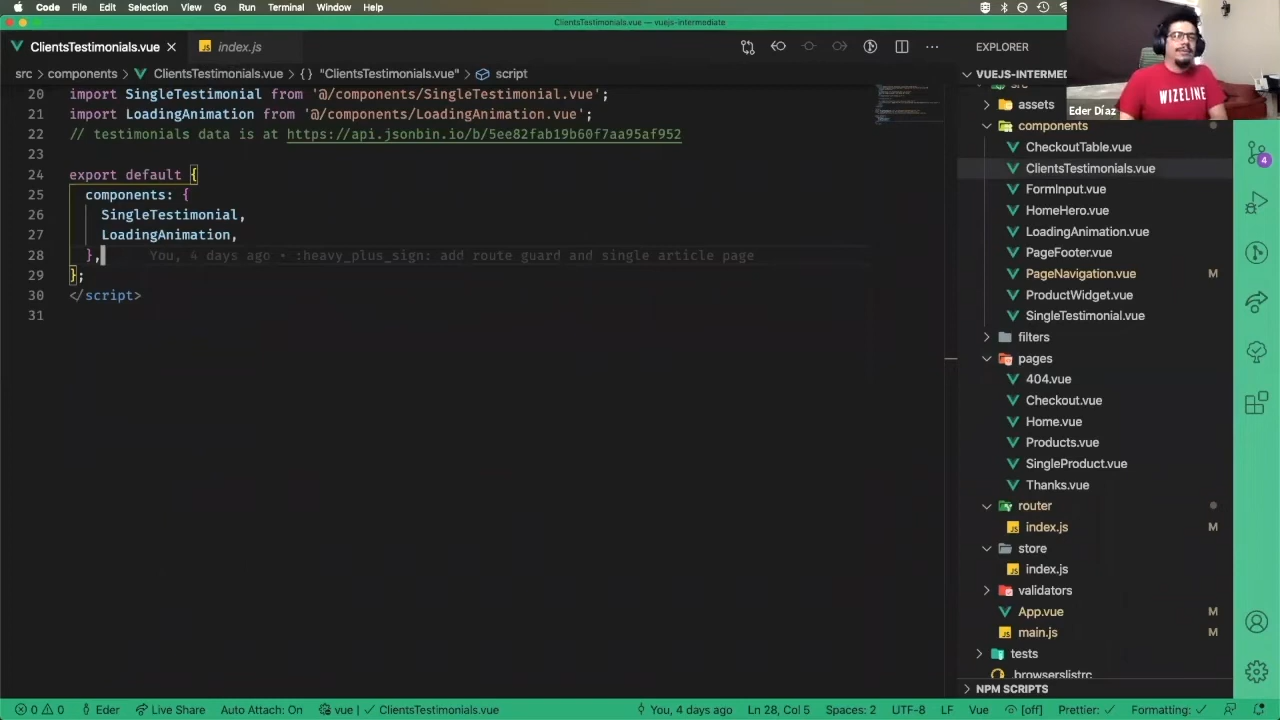 Code File Edit Selection View Go Run Terminal Window Help
ClientsTestimonials.vue — vuejs-intermediate
ClientsTestimonials.vue index.js
src > components > ClientsTestimonials.vue > {} "ClientsTestimonials.vue" > script
20 import SingleTestimonial from '@/components/SingleTestimonial.vue';
21 import LoadingAnimation from '@/components/LoadingAnimation.vue';
22 // testimonials data is at https://api.jsonbin.io/b/5ee82fab19b60f7aa95af952
23
24 export default {
25 components: {
26 SingleTestimonial,
27 LoadingAnimation,
28 }, You, 4 days ago • :heavy_plus_sign: add route guard and single article page
29 };
30 </script>
31
EXPLORER
VUEJS-INTERMED
src
assets
components
CheckoutTable.vue
ClientsTestimonials.vue
FormInput.vue
HomeHero.vue
LoadingAnimation.vue
PageFooter.vue
PageNavigation.vue M
ProductWidget.vue
SingleTestimonial.vue
filters
pages
404.vue
Checkout.vue
Home.vue
Products.vue
SingleProduct.vue
Thanks.vue
router
index.js M
store
index.js
validators
App.vue M
main.js M
tests
.browserslistrc
NPM SCRIPTS
WIZELINE
Eder Díaz
4
0 0 Eder Live Share Auto Attach: On vue | ✓ ClientsTestimonials.vue You, 4 days ago Ln 28, Col 5 Spaces: 2 UTF-8 LF Vue [off] Prettier: ✓ Formatting: ✓